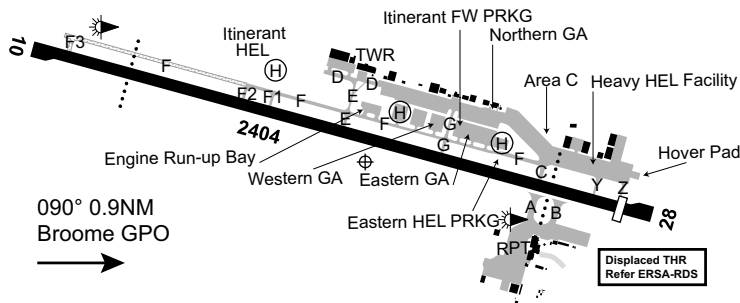 Itinerant FW PRKG
Northern GA
Itinerant
HEL
TWR
Area C
Heavy HEL Facility
10
F3
F
H
D
D
F2
F1
F
E
E
F
H
G
G
H
F
2404
C
Y
Z
Hover Pad
Engine Run-up Bay
Western GA
Eastern GA
Eastern HEL PRKG
A
B
28
090° 0.9NM
Broome GPO
RPT
Displaced THR
Refer ERSA-RDS